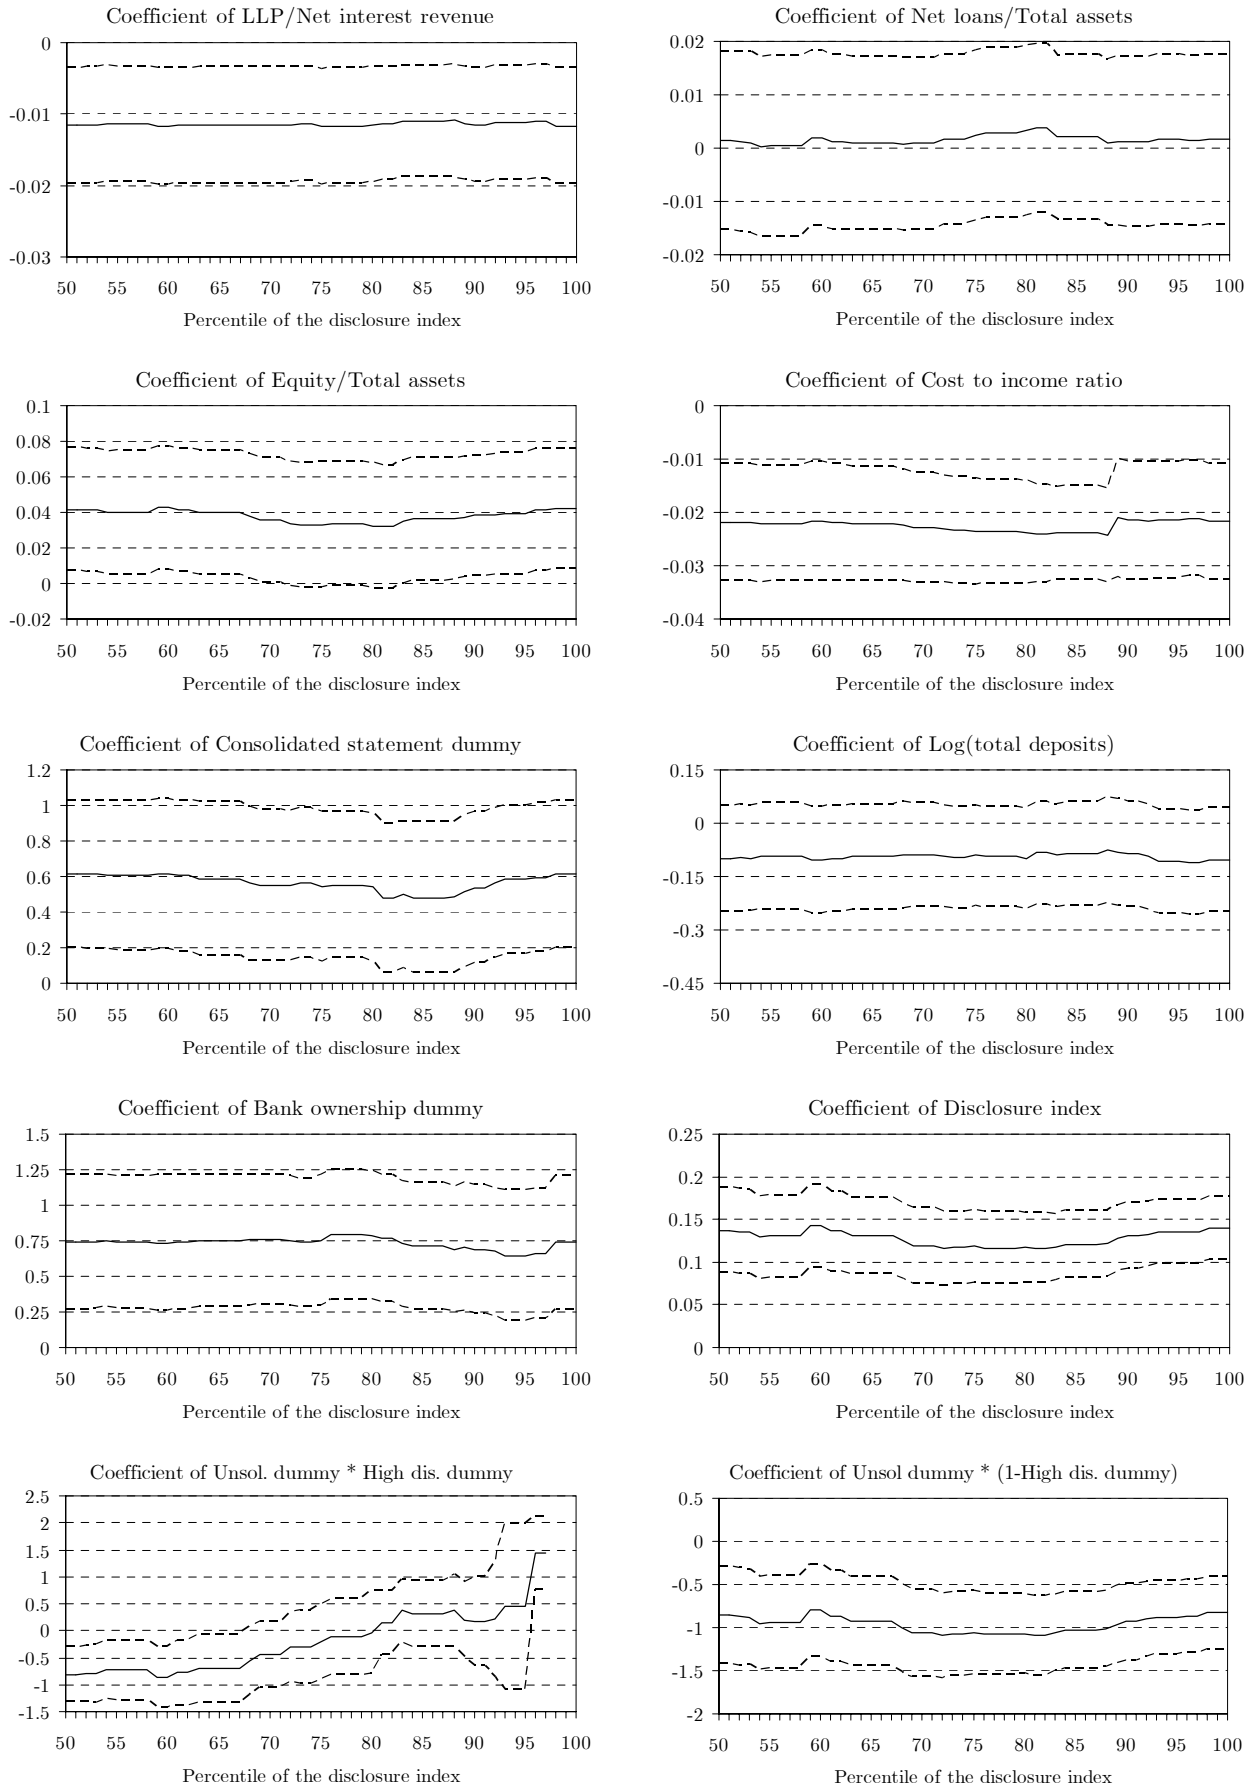 Coefficient of LLP/Net interest revenue
0
-0.01
-0.02
-0.03
50 55 60 65 70 75 80 85 90 95 100
Percentile of the disclosure index
Coefficient of Net loans/Total assets
0.02
0.01
0
-0.01
-0.02
50 55 60 65 70 75 80 85 90 95 100
Percentile of the disclosure index
Coefficient of Equity/Total assets
0.1
0.08
0.06
0.04
0.02
0
-0.02
50 55 60 65 70 75 80 85 90 95 100
Percentile of the disclosure index
Coefficient of Cost to income ratio
0
-0.01
-0.02
-0.03
-0.04
50 55 60 65 70 75 80 85 90 95 100
Percentile of the disclosure index
Coefficient of Consolidated statement dummy
1.2
1
0.8
0.6
0.4
0.2
0
50 55 60 65 70 75 80 85 90 95 100
Percentile of the disclosure index
Coefficient of Log(total deposits)
0.15
0
-0.15
-0.3
-0.45
50 55 60 65 70 75 80 85 90 95 100
Percentile of the disclosure index
Coefficient of Bank ownership dummy
1.5
1.25
1
0.75
0.5
0.25
0
50 55 60 65 70 75 80 85 90 95 100
Percentile of the disclosure index
Coefficient of Disclosure index
0.25
0.2
0.15
0.1
0.05
0
50 55 60 65 70 75 80 85 90 95 100
Percentile of the disclosure index
Coefficient of Unsol. dummy * High dis. dummy
2.5
2
1.5
1
0.5
0
-0.5
-1
-1.5
50 55 60 65 70 75 80 85 90 95 100
Percentile of the disclosure index
Coefficient of Unsol dummy * (1-High dis. dummy)
0.5
0
-0.5
-1
-1.5
-2
50 55 60 65 70 75 80 85 90 95 100
Percentile of the disclosure index